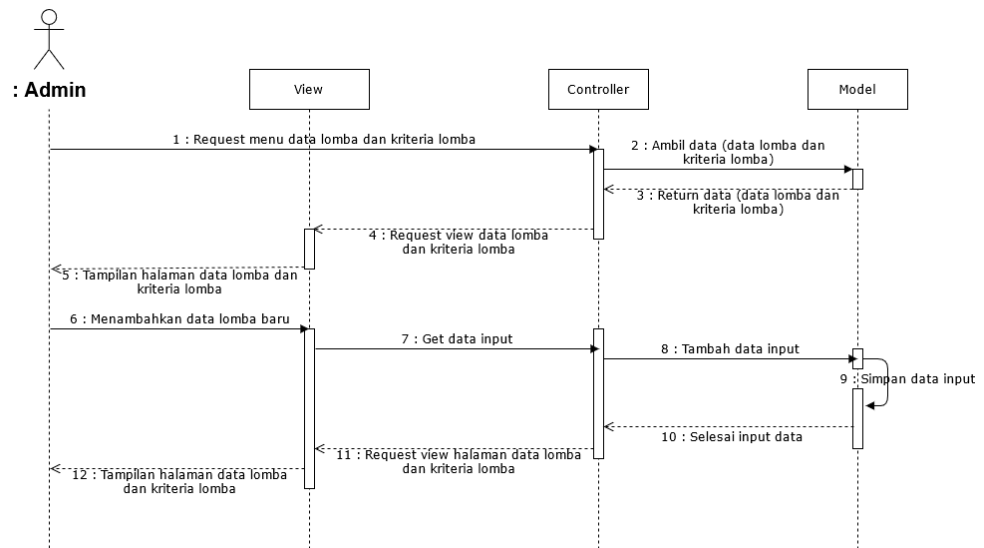 : Admin
View
Controller
Model
1 : Request menu data lomba dan kriteria lomba
2 : Ambil data (data lomba dan
kriteria lomba)
3 : Return data (data lomba dan
kriteria lomba)
4 : Request view data lomba
dan kriteria lomba
5 : Tampilan halaman data lomba dan
kriteria lomba
6 : Menambahkan data lomba baru
7 : Get data input
8 : Tambah data input
9 : Simpan data input
10 : Selesai input data
11 : Request view halaman data lomba
dan kriteria lomba
12 : Tampilan halaman data lomba
dan kriteria lomba